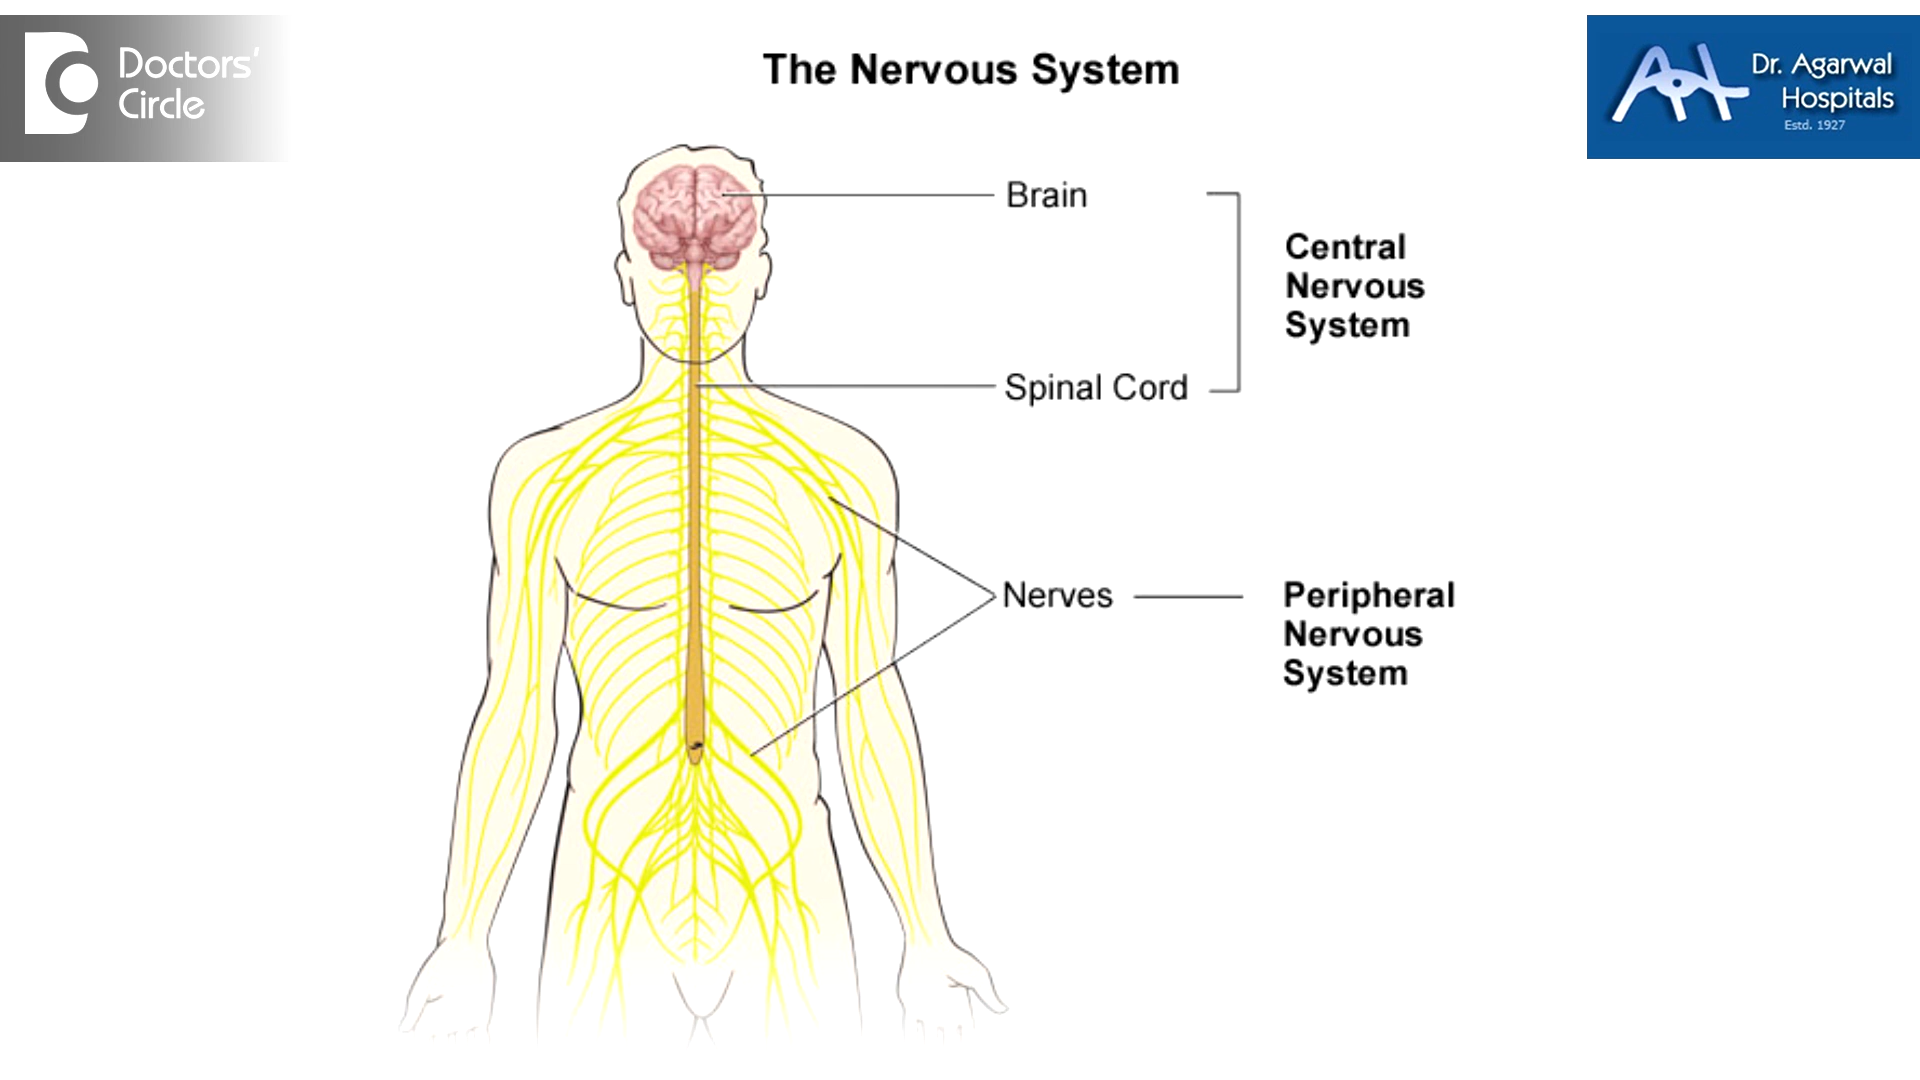 Doctors'
Circle
The Nervous System
Dr. Agarwal
Hospitals
Estd. 1927
Brain
Central
Nervous
System
Spinal Cord
Nerves
Peripheral
Nervous
System